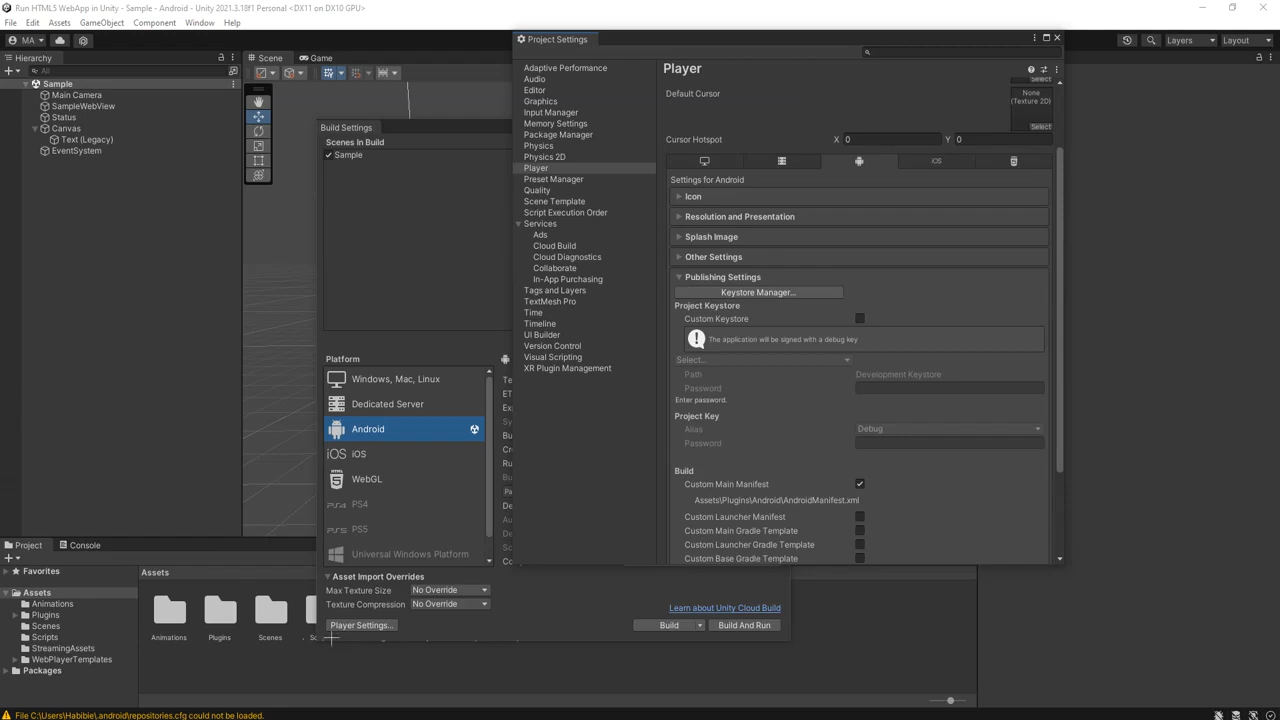 Run HTML5 WebApp in Unity - Sample - Android - Unity 2021.3.18f1 Personal <DX11 on DX10 GPU>
File Edit Assets GameObject Component Window Help
MA
Layers Layout
Hierarchy
All
Sample
Main Camera
SampleWebView
Status
Canvas
Text (Legacy)
EventSystem
Scene Game
Build Settings
Scenes In Build
Sample
Platform
Windows, Mac, Linux
Dedicated Server
Android
iOS iOS
WebGL
PS4 PS4
PS5 PS5
Universal Windows Platform
Asset Import Overrides
Max Texture Size No Override
Texture Compression No Override
Player Settings...
Learn about Unity Cloud Build
Build
Build And Run
Project Settings
Adaptive Performance
Audio
Editor
Graphics
Input Manager
Memory Settings
Package Manager
Physics
Physics 2D
Player
Preset Manager
Quality
Scene Template
Script Execution Order
Services
Ads
Cloud Build
Cloud Diagnostics
Collaborate
In-App Purchasing
Tags and Layers
TextMesh Pro
Time
Timeline
UI Builder
Version Control
Visual Scripting
XR Plugin Management
Player
Select
Default Cursor
None
(Texture 2D)
Select
Cursor Hotspot X 0 Y 0
iOS
Settings for Android
Icon
Resolution and Presentation
Splash Image
Other Settings
Publishing Settings
Keystore Manager...
Project Keystore
Custom Keystore
The application will be signed with a debug key
Select...
Path Development Keystore
Password
Enter password.
Project Key
Alias Debug
Password
Build
Custom Main Manifest
Assets\Plugins\Android\AndroidManifest.xml
Custom Launcher Manifest
Custom Main Gradle Template
Custom Launcher Gradle Template
Custom Base Gradle Template
Project Console
Favorites
Assets
Animations
Plugins
Scenes
Scripts
StreamingAssets
WebPlayerTemplates
Packages
Assets
Animations Plugins Scenes
File C:\Users\Habibie\.android\repositories.cfg could not be loaded.